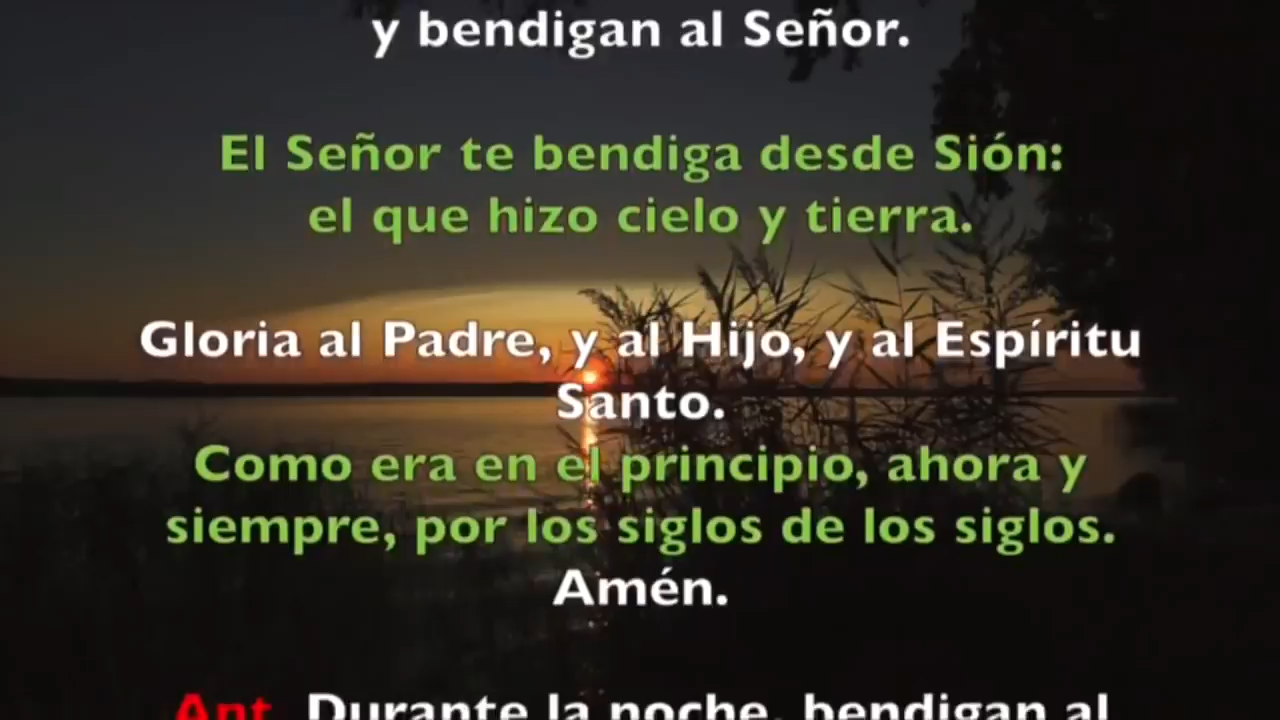 y bendigan al Señor.
El Señor te bendiga desde Sión:
el que hizo cielo y tierra.
Gloria al Padre, y al Hijo, y al Espíritu
Santo.
Como era en el principio, ahora y
siempre, por los siglos de los siglos.
Amén.
Ant. Durante la noche, bendigan al